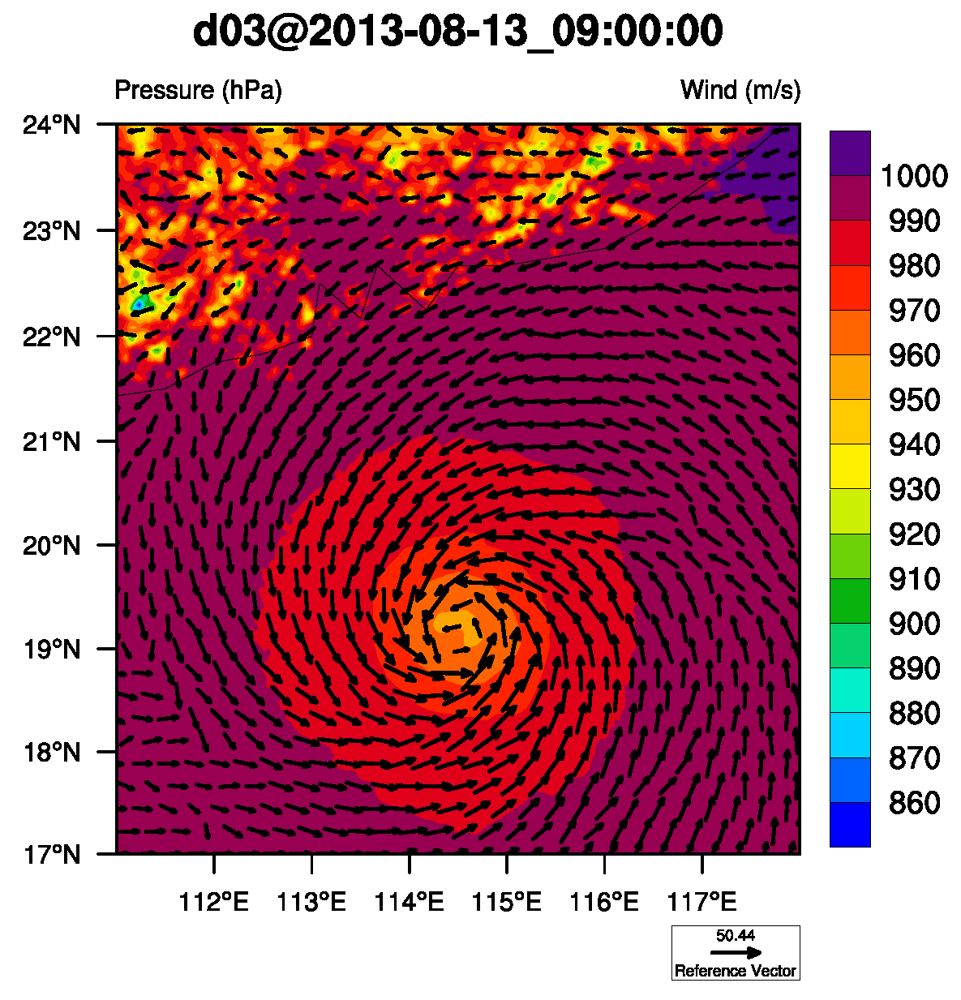 d03@2013-08-13_09:00:00
Pressure (hPa)
Wind (m/s)
24°N
23°N
22°N
21°N
20°N
19°N
18°N
17°N
112°E
113°E
114°E
115°E
116°E
117°E
1000
990
980
970
960
950
940
930
920
910
900
890
880
870
860
50.44
Reference Vector